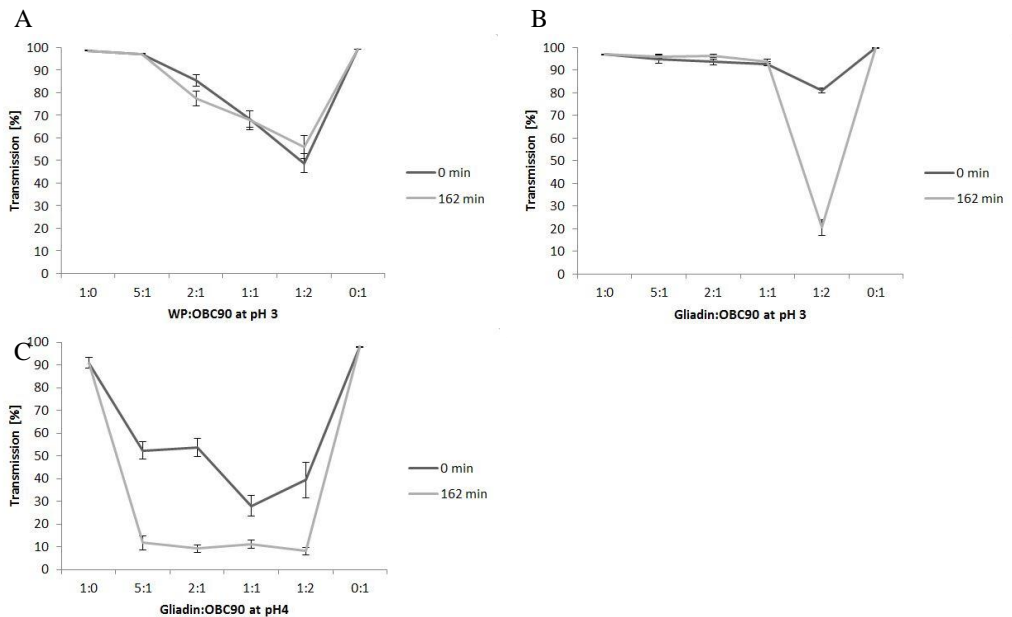 A
100
90
80
70
60
50
40
30
20
10
0
Transmission [%]
1:0 5:1 2:1 1:1 1:2 0:1
WP:OBC90 at pH 3
0 min
162 min
B
100
90
80
70
60
50
40
30
20
10
0
Transmission [%]
1:0 5:1 2:1 1:1 1:2 0:1
Gliadin:OBC90 at pH 3
0 min
162 min
C
100
90
80
70
60
50
40
30
20
10
0
Transmission [%]
1:0 5:1 2:1 1:1 1:2 0:1
Gliadin:OBC90 at pH4
0 min
162 min